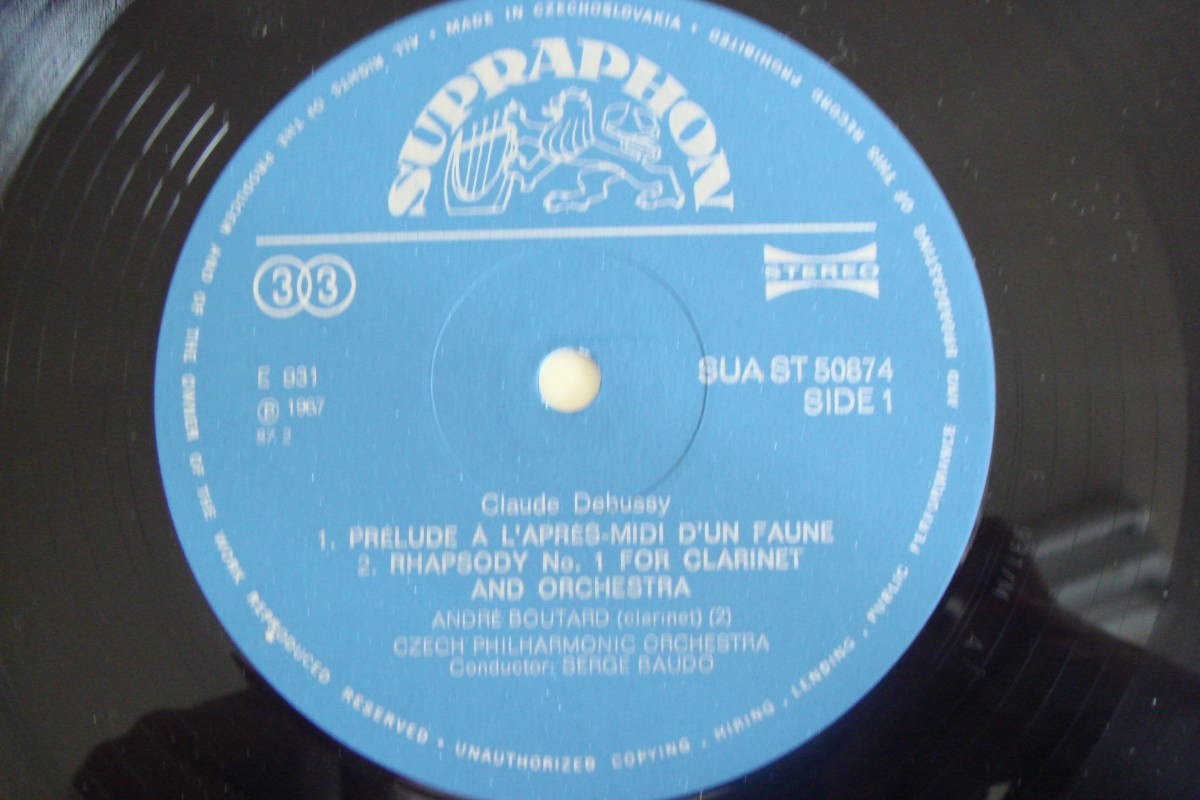 SUPRAPHON
33
STEREO
E 931
Ⓟ 1967
67. 2
SUA ST 50874
SIDE 1
Claude Debussy
1. PRÉLUDE À L'APRÈS-MIDI D'UN FAUNE
2. RHAPSODY No. 1 FOR CLARINET
AND ORCHESTRA
ANDRÉ BOUTARD (clarinet) (2)
CZECH PHILHARMONIC ORCHESTRA
Conductor: SERGE BAUDO
MADE IN CZECHOSLOVAKIA • ALL RIGHTS OF THE PRODUCER AND OF THE OWNER OF THE WORK REPRODUCED RESERVED • UNAUTHORIZED COPYING, HIRING, LENDING, PUBLIC PERFORMANCE AND BROADCASTING OF THIS RECORD PROHIBITED •